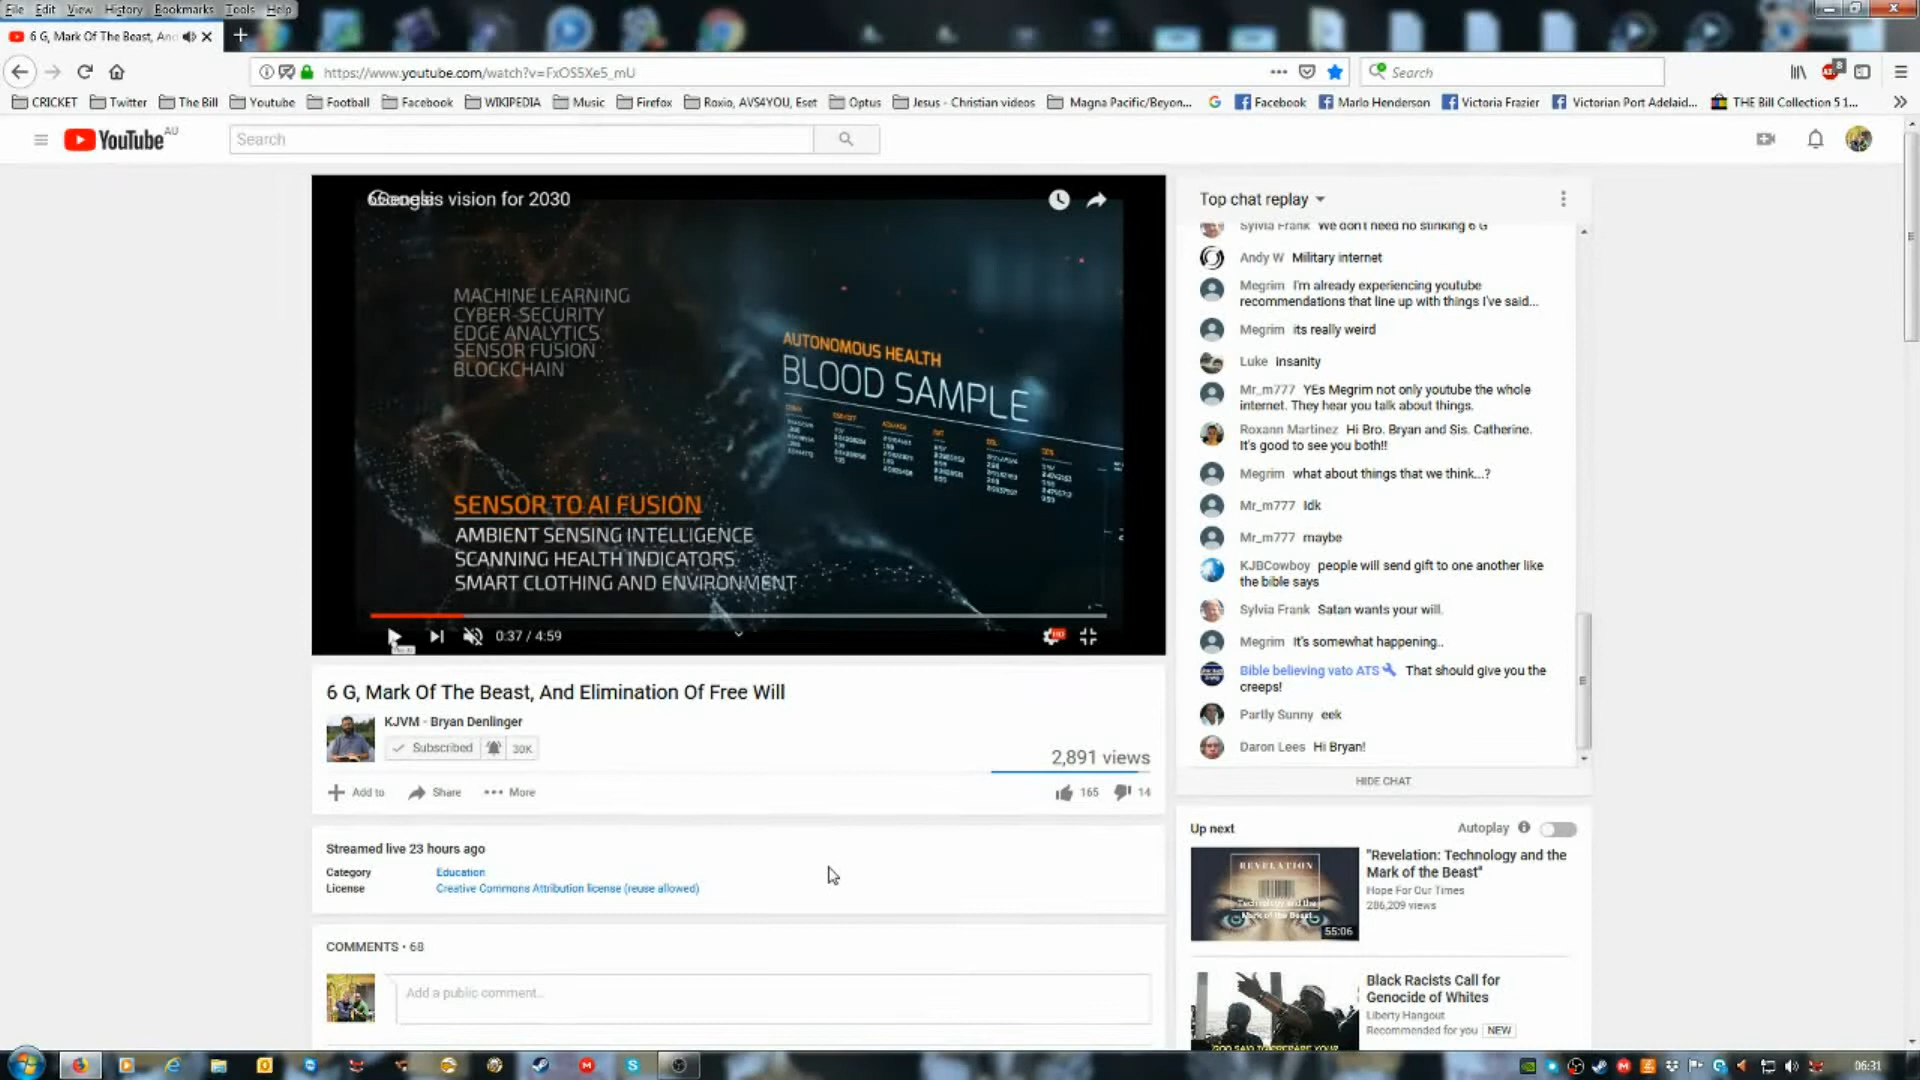 File Edit View History Bookmarks Tools Help
6 G, Mark Of The Beast, And
https://www.youtube.com/watch?v=FxOS5Xe5_mU
Search
8
CRICKET Twitter The Bill Youtube Football Facebook WIKIPEDIA Music Firefox Roxio, AVS4YOU, Eset Optus Jesus - Christian videos Magna Pacific/Beyon... Facebook Marlo Henderson Victoria Frazier Victorian Port Adelaid... THE Bill Collection 5 1...
YouTube AU
Search
vision for 2030
MACHINE LEARNING
CYBER-SECURITY
EDGE ANALYTICS
SENSOR FUSION
BLOCKCHAIN
AUTONOMOUS HEALTH
BLOOD SAMPLE
SENSOR TO AI FUSION
AMBIENT SENSING INTELLIGENCE
SCANNING HEALTH INDICATORS
SMART CLOTHING AND ENVIRONMENT
0:37 / 4:59
HD
6 G, Mark Of The Beast, And Elimination Of Free Will
KJVM - Bryan Denlinger
Subscribed 30K
2,891 views
Add to Share More
165 14
Streamed live 23 hours ago
Category Education
License Creative Commons Attribution license (reuse allowed)
COMMENTS • 68
Add a public comment...
Top chat replay
Sylvia Frank We don't need no stinking 6 G
Andy W Military internet
Megrim I'm already experiencing youtube
recommendations that line up with things I've said...
Megrim its really weird
Luke insanity
Mr_m777 YEs Megrim not only youtube the whole
internet. They hear you talk about things.
Roxann Martinez Hi Bro. Bryan and Sis. Catherine.
It's good to see you both!!
Megrim what about things that we think...?
Mr_m777 Idk
Mr_m777 maybe
KJBCowboy people will send gift to one another like
the bible says
Sylvia Frank Satan wants your will.
Megrim It's somewhat happening..
Bible believing vato ATS That should give you the
creeps!
Partly Sunny eek
Daron Lees Hi Bryan!
HIDE CHAT
Up next Autoplay
REVELATION
Technology and the
Mark of the Beast
55:06
"Revelation: Technology and the
Mark of the Beast"
Hope For Our Times
286,209 views
Black Racists Call for
Genocide of Whites
Liberty Hangout
Recommended for you NEW
06:31